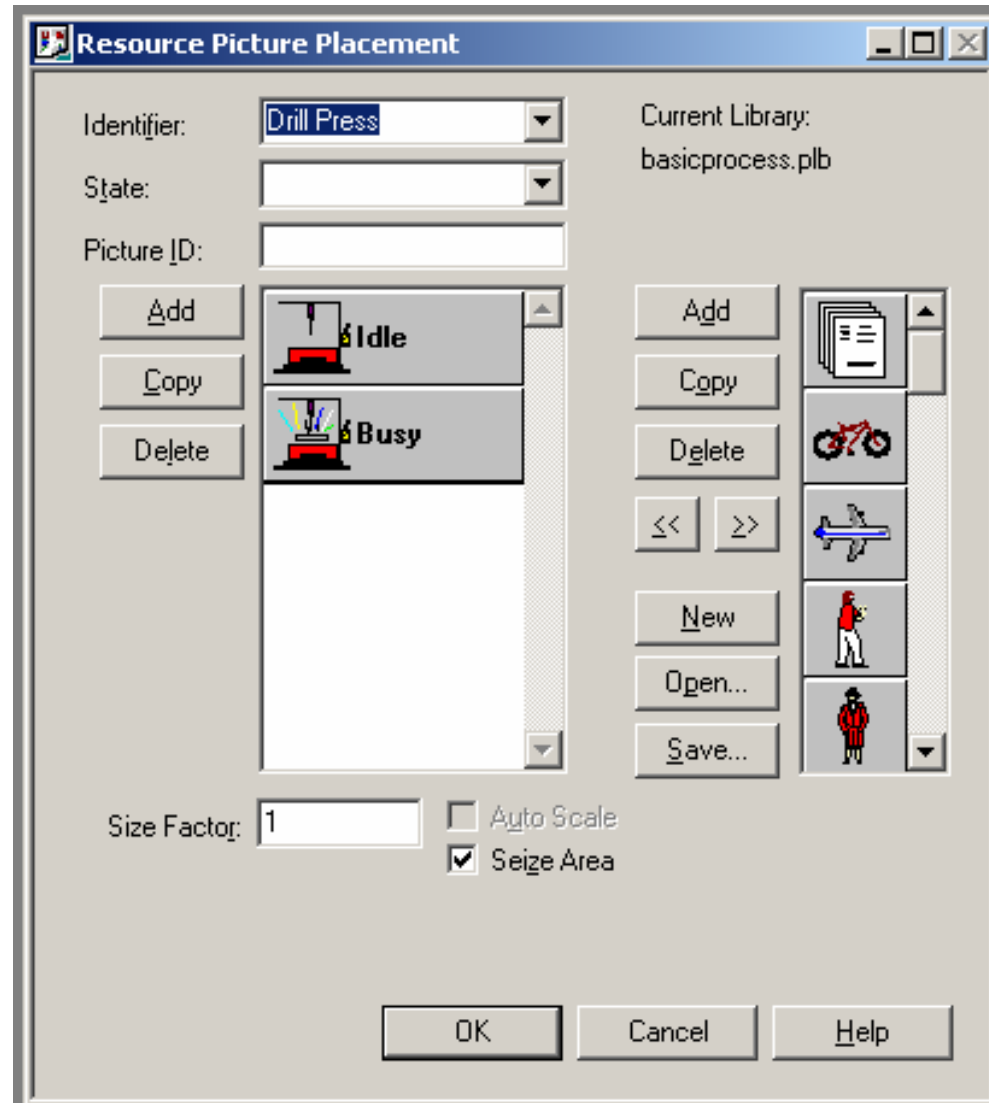 Resource Picture Placement
Identifier:
Drill Press
Current Library:
basicprocess.plb
State:
Picture ID:
Add
Copy
Delete
Idle
Busy
Add
Copy
Delete
<<
>>
New
Open...
Save...
Size Factor:
1
Auto Scale
Seize Area
OK
Cancel
Help